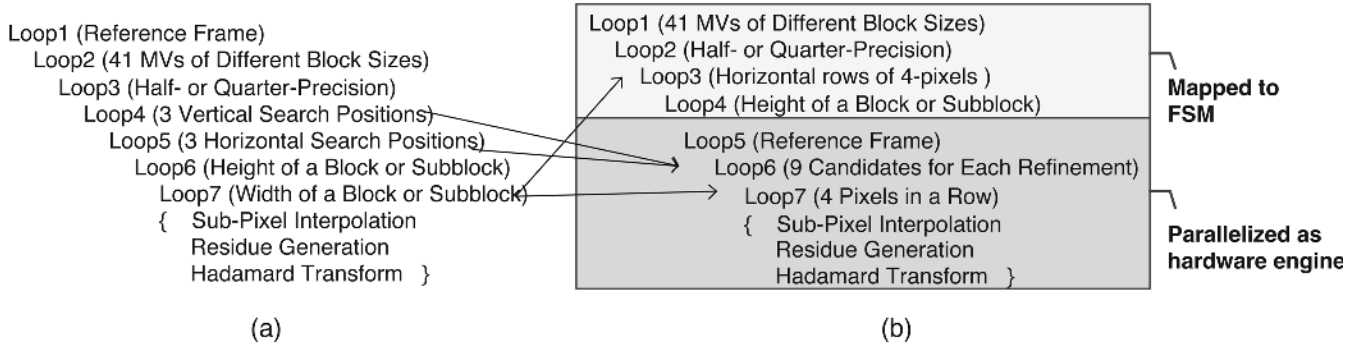 Loop1 (Reference Frame)
Loop2 (41 MVs of Different Block Sizes)
Loop3 (Half- or Quarter-Precision)
Loop4 (3 Vertical Search Positions)
Loop5 (3 Horizontal Search Positions)
Loop6 (Height of a Block or Subblock)
Loop7 (Width of a Block or Subblock)
{ Sub-Pixel Interpolation
Residue Generation
Hadamard Transform }
(a)
Loop1 (41 MVs of Different Block Sizes)
Loop2 (Half- or Quarter-Precision)
Loop3 (Horizontal rows of 4-pixels )
Loop4 (Height of a Block or Subblock)
Loop5 (Reference Frame)
Loop6 (9 Candidates for Each Refinement)
Loop7 (4 Pixels in a Row)
{ Sub-Pixel Interpolation
Residue Generation
Hadamard Transform }
(b)
Mapped to
FSM
Parallelized as
hardware engine